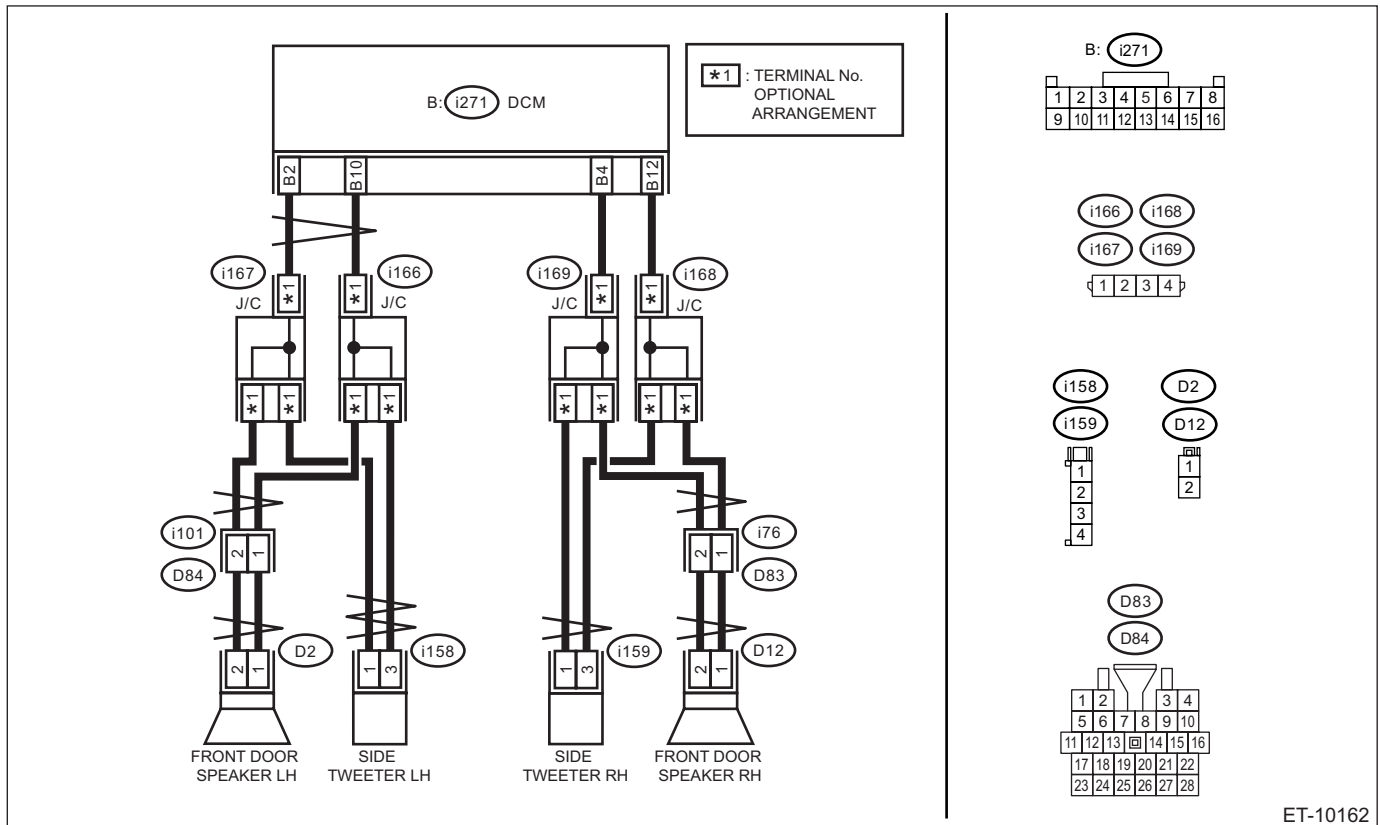 B: i271 DCM
*1 : TERMINAL No.
OPTIONAL
ARRANGEMENT
B2 B10 B4 B12
i167 *1 *1 i166 i169 *1 *1 i168
J/C J/C J/C J/C
*1 *1 *1 *1 *1 *1 *1 *1
i101 2 1 2 1 i76
D84 D83
2 1 D2 1 3 i158 1 3 i159 2 1 D12
FRONT DOOR SIDE SIDE FRONT DOOR
SPEAKER LH TWEETER LH TWEETER RH SPEAKER RH
B: i271
1 2 3 4 5 6 7 8
9 10 11 12 13 14 15 16
i166 i168
i167 i169
1 2 3 4
i158
i159
1
2
3
4
D2
D12
1
2
D83
D84
1 2 3 4
5 6 7 8 9 10
11 12 13 14 15 16
17 18 19 20 21 22
23 24 25 26 27 28
ET-10162